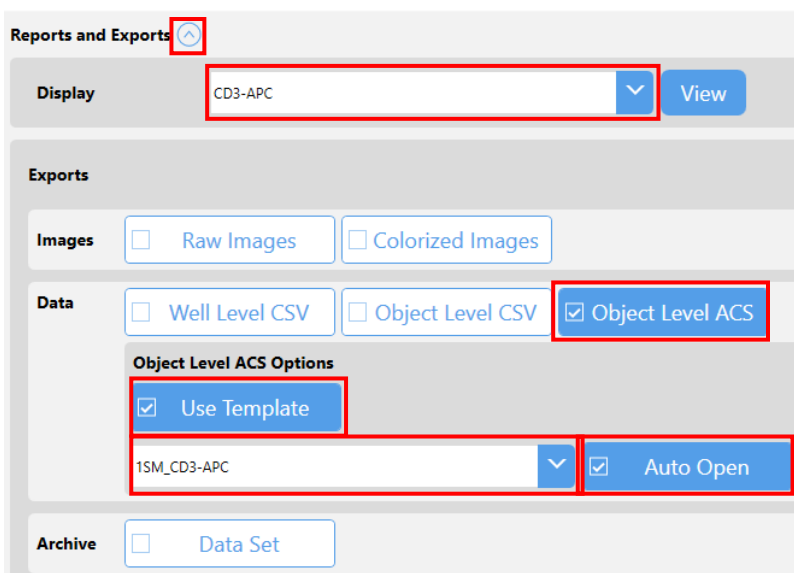 Reports and Exports
Display CD3-APC View
Exports
Images Raw Images Colorized Images
Data Well Level CSV Object Level CSV Object Level ACS
Object Level ACS Options
Use Template
1SM_CD3-APC Auto Open
Archive Data Set